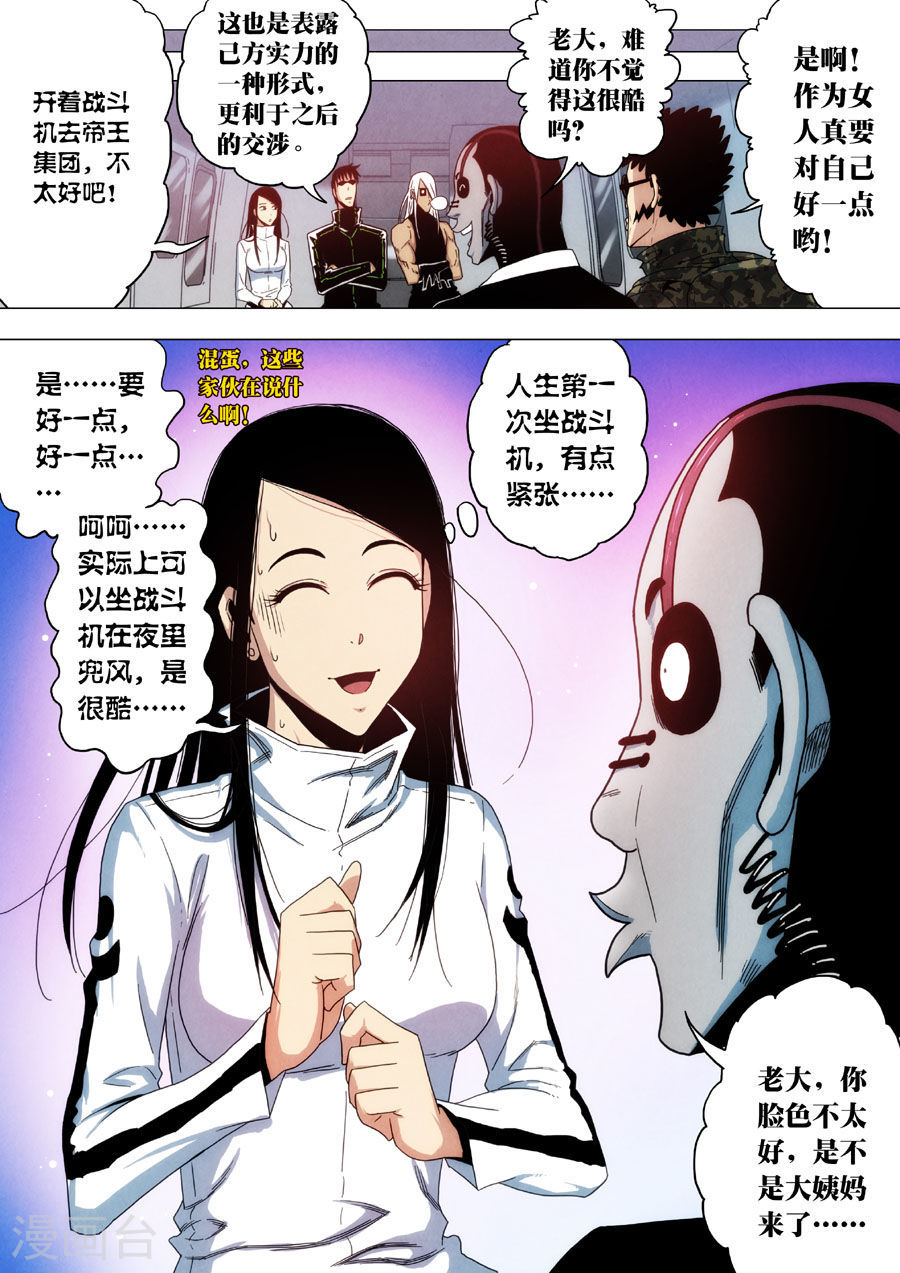 开着战斗
机去帝王
集团，不
太好吧！
这也是表露
己方实力的
一种形式，
更利于之后
的交涉。
老大，难
道你不觉
得这很酷
吗？
是啊！
作为女
人真要
对自己
好一点
哟！
混蛋，这些
家伙在说什
么啊！
是……要
好一点，
好一点…
…
呵呵……
实际上可
以坐战斗
机在夜里
兜风，是
很酷……
人生第一
次坐战斗
机，有点
紧张……
老大，你
脸色不太
好，是不
是大姨妈
来了……
漫画台